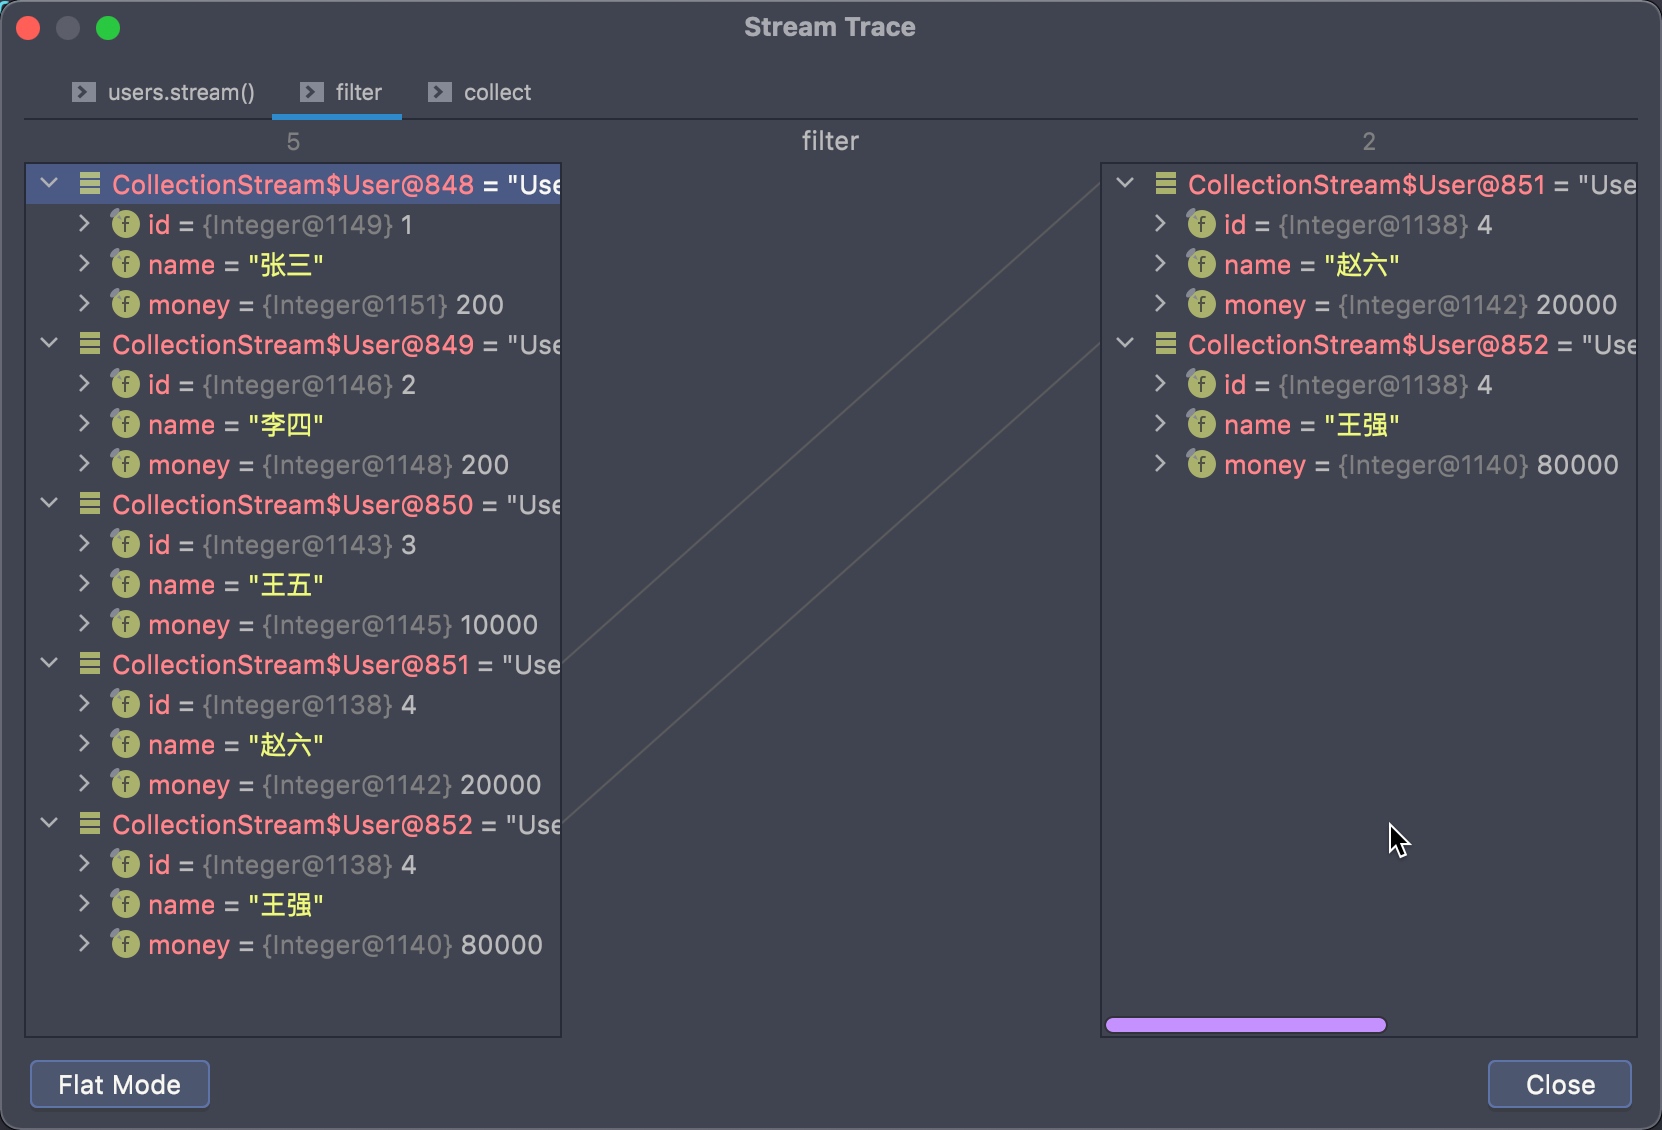 Stream Trace
users.stream()
filter
collect
5
filter
2
CollectionStream$User@848 = "Use
id = {Integer@1149} 1
name = "张三"
money = {Integer@1151} 200
CollectionStream$User@849 = "Use
id = {Integer@1146} 2
name = "李四"
money = {Integer@1148} 200
CollectionStream$User@850 = "Use
id = {Integer@1143} 3
name = "王五"
money = {Integer@1145} 10000
CollectionStream$User@851 = "Use
id = {Integer@1138} 4
name = "赵六"
money = {Integer@1142} 20000
CollectionStream$User@852 = "Use
id = {Integer@1138} 4
name = "王强"
money = {Integer@1140} 80000
CollectionStream$User@851 = "Use
id = {Integer@1138} 4
name = "赵六"
money = {Integer@1142} 20000
CollectionStream$User@852 = "Use
id = {Integer@1138} 4
name = "王强"
money = {Integer@1140} 80000
Flat Mode
Close